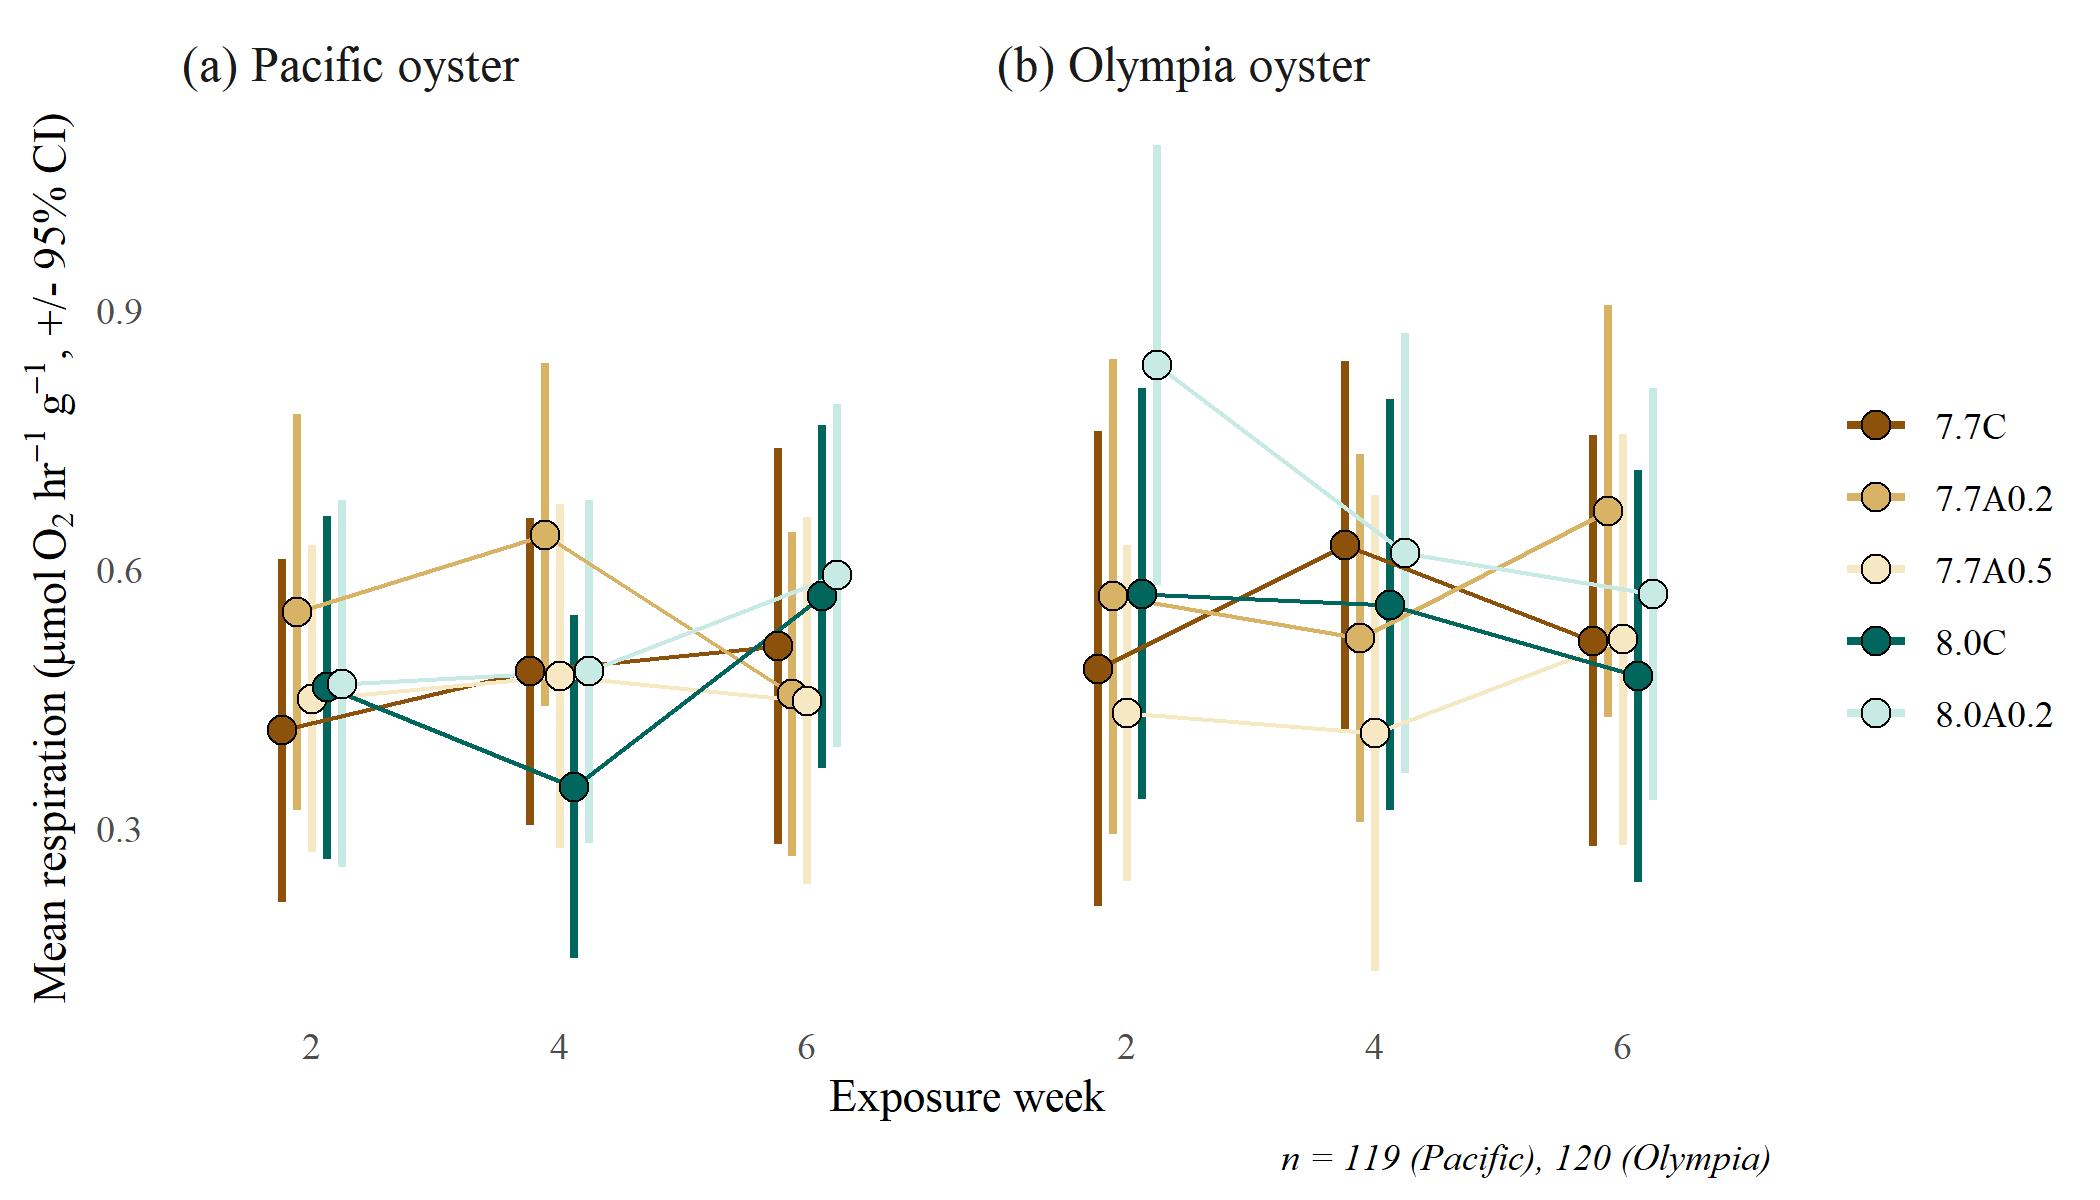 (a) Pacific oyster
(b) Olympia oyster
Mean respiration (µmol O₂ hr⁻¹ g⁻¹, +/- 95% CI)
0.9
0.6
0.3
2 4 6
2 4 6
Exposure week
7.7C
7.7A0.2
7.7A0.5
8.0C
8.0A0.2
n = 119 (Pacific), 120 (Olympia)